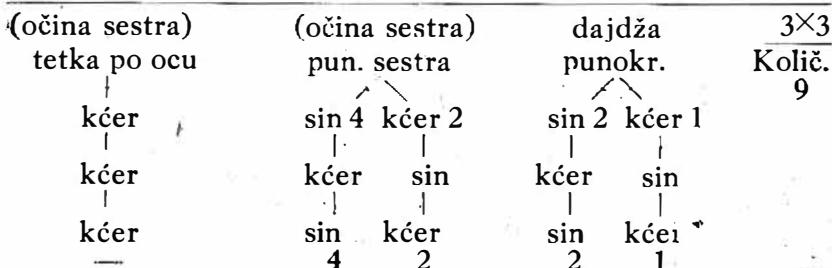 (očina sestra) (očina sestra) dajdža 3×3
tetka po ocu pun. sestra punokr. Količ.
9
kćer sin 4 kćer 2 sin 2 kćer 1
kćer kćer sin kćer sin
kćer sin kćer sin kćei
— 4 2 2 1